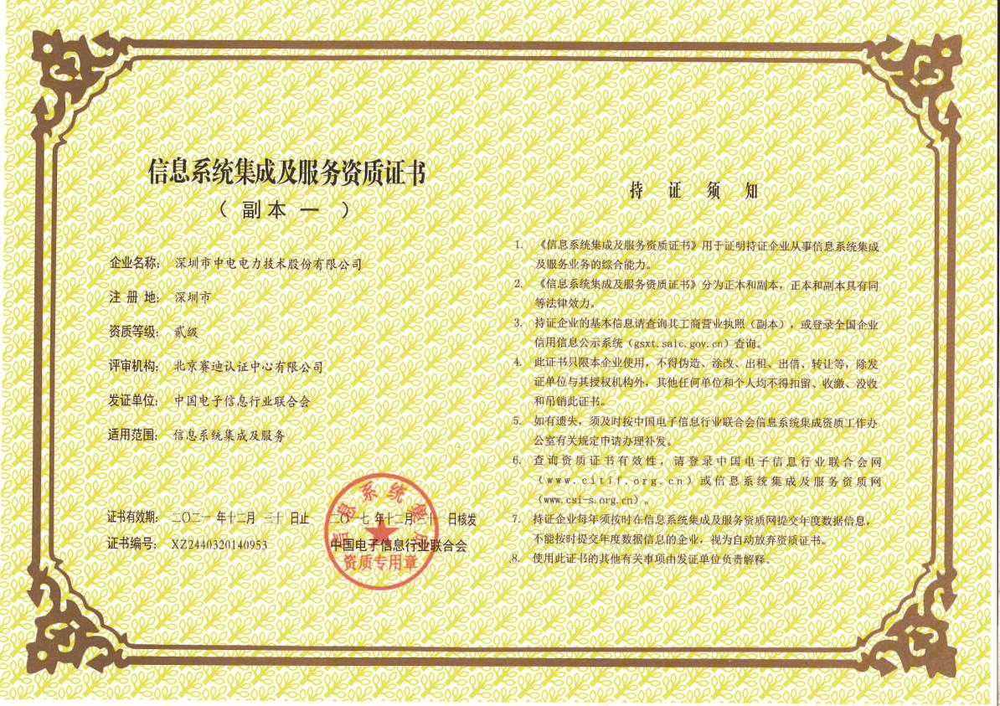 信息系统集成及服务资质证书
（ 副本 一 ）
企业名称： 深圳市中电电力技术股份有限公司
注 册 地： 深圳市
资质等级： 贰级
评审机构： 北京赛迪认证中心有限公司
发证单位： 中国电子信息行业联合会
适用范围： 信息系统集成及服务
证书有效期： 二〇二一 年十二月 三十 日止
二〇一七 年十二月三十一日核发
证书编号： XZ2440320140953
中国电子信息行业联合会
信息系统集成
资质专用章
持 证 须 知
1. 《信息系统集成及服务资质证书》用于证明持证企业从事信息系统集成
及服务业务的综合能力。
2. 《信息系统集成及服务资质证书》分为正本和副本，正本和副本具有同
等法律效力。
3. 持证企业的基本信息请查询其工商营业执照（副本），或登录全国企业
信用信息公示系统（gsxt.saic.gov.cn）查询。
4. 此证书只限本企业使用，不得伪造、涂改、出租、出借、转让等，除发
证单位与其授权机构外，其他任何单位和个人均不得扣留、收缴、没收
和吊销此证书。
5. 如有遗失，须及时按中国电子信息行业联合会信息系统集成资质工作办
公室有关规定申请办理补发。
6. 查询资质证书有效性，请登录中国电子信息行业联合会网
（www.citif.org.cn）或信息系统集成及服务资质网
（www.csi-s.org.cn）。
7. 持证企业每年须按时在信息系统集成及服务资质网提交年度数据信息，
不能按时提交年度数据信息的企业，视为自动放弃资质证书。
8. 使用此证书的其他有关事项由发证单位负责解释。